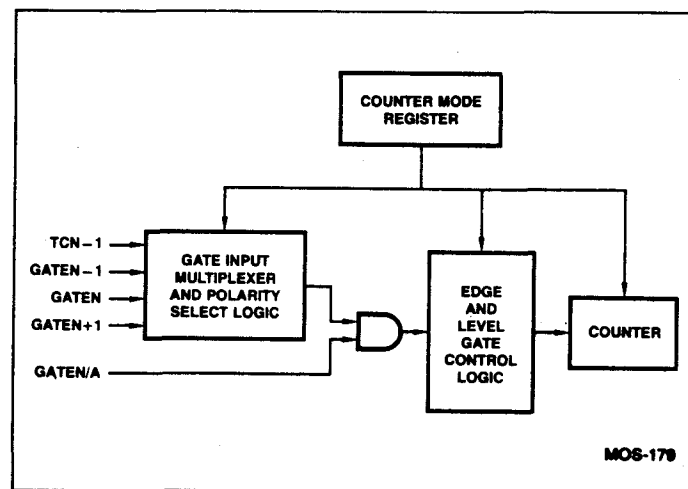 COUNTER MODE
REGISTER
TCN–1
GATEN–1
GATEN
GATEN+1
GATEN/A
GATE INPUT
MULTIPLEXER
AND POLARITY
SELECT LOGIC
EDGE
AND
LEVEL
GATE
CONTROL
LOGIC
COUNTER
MOS-179